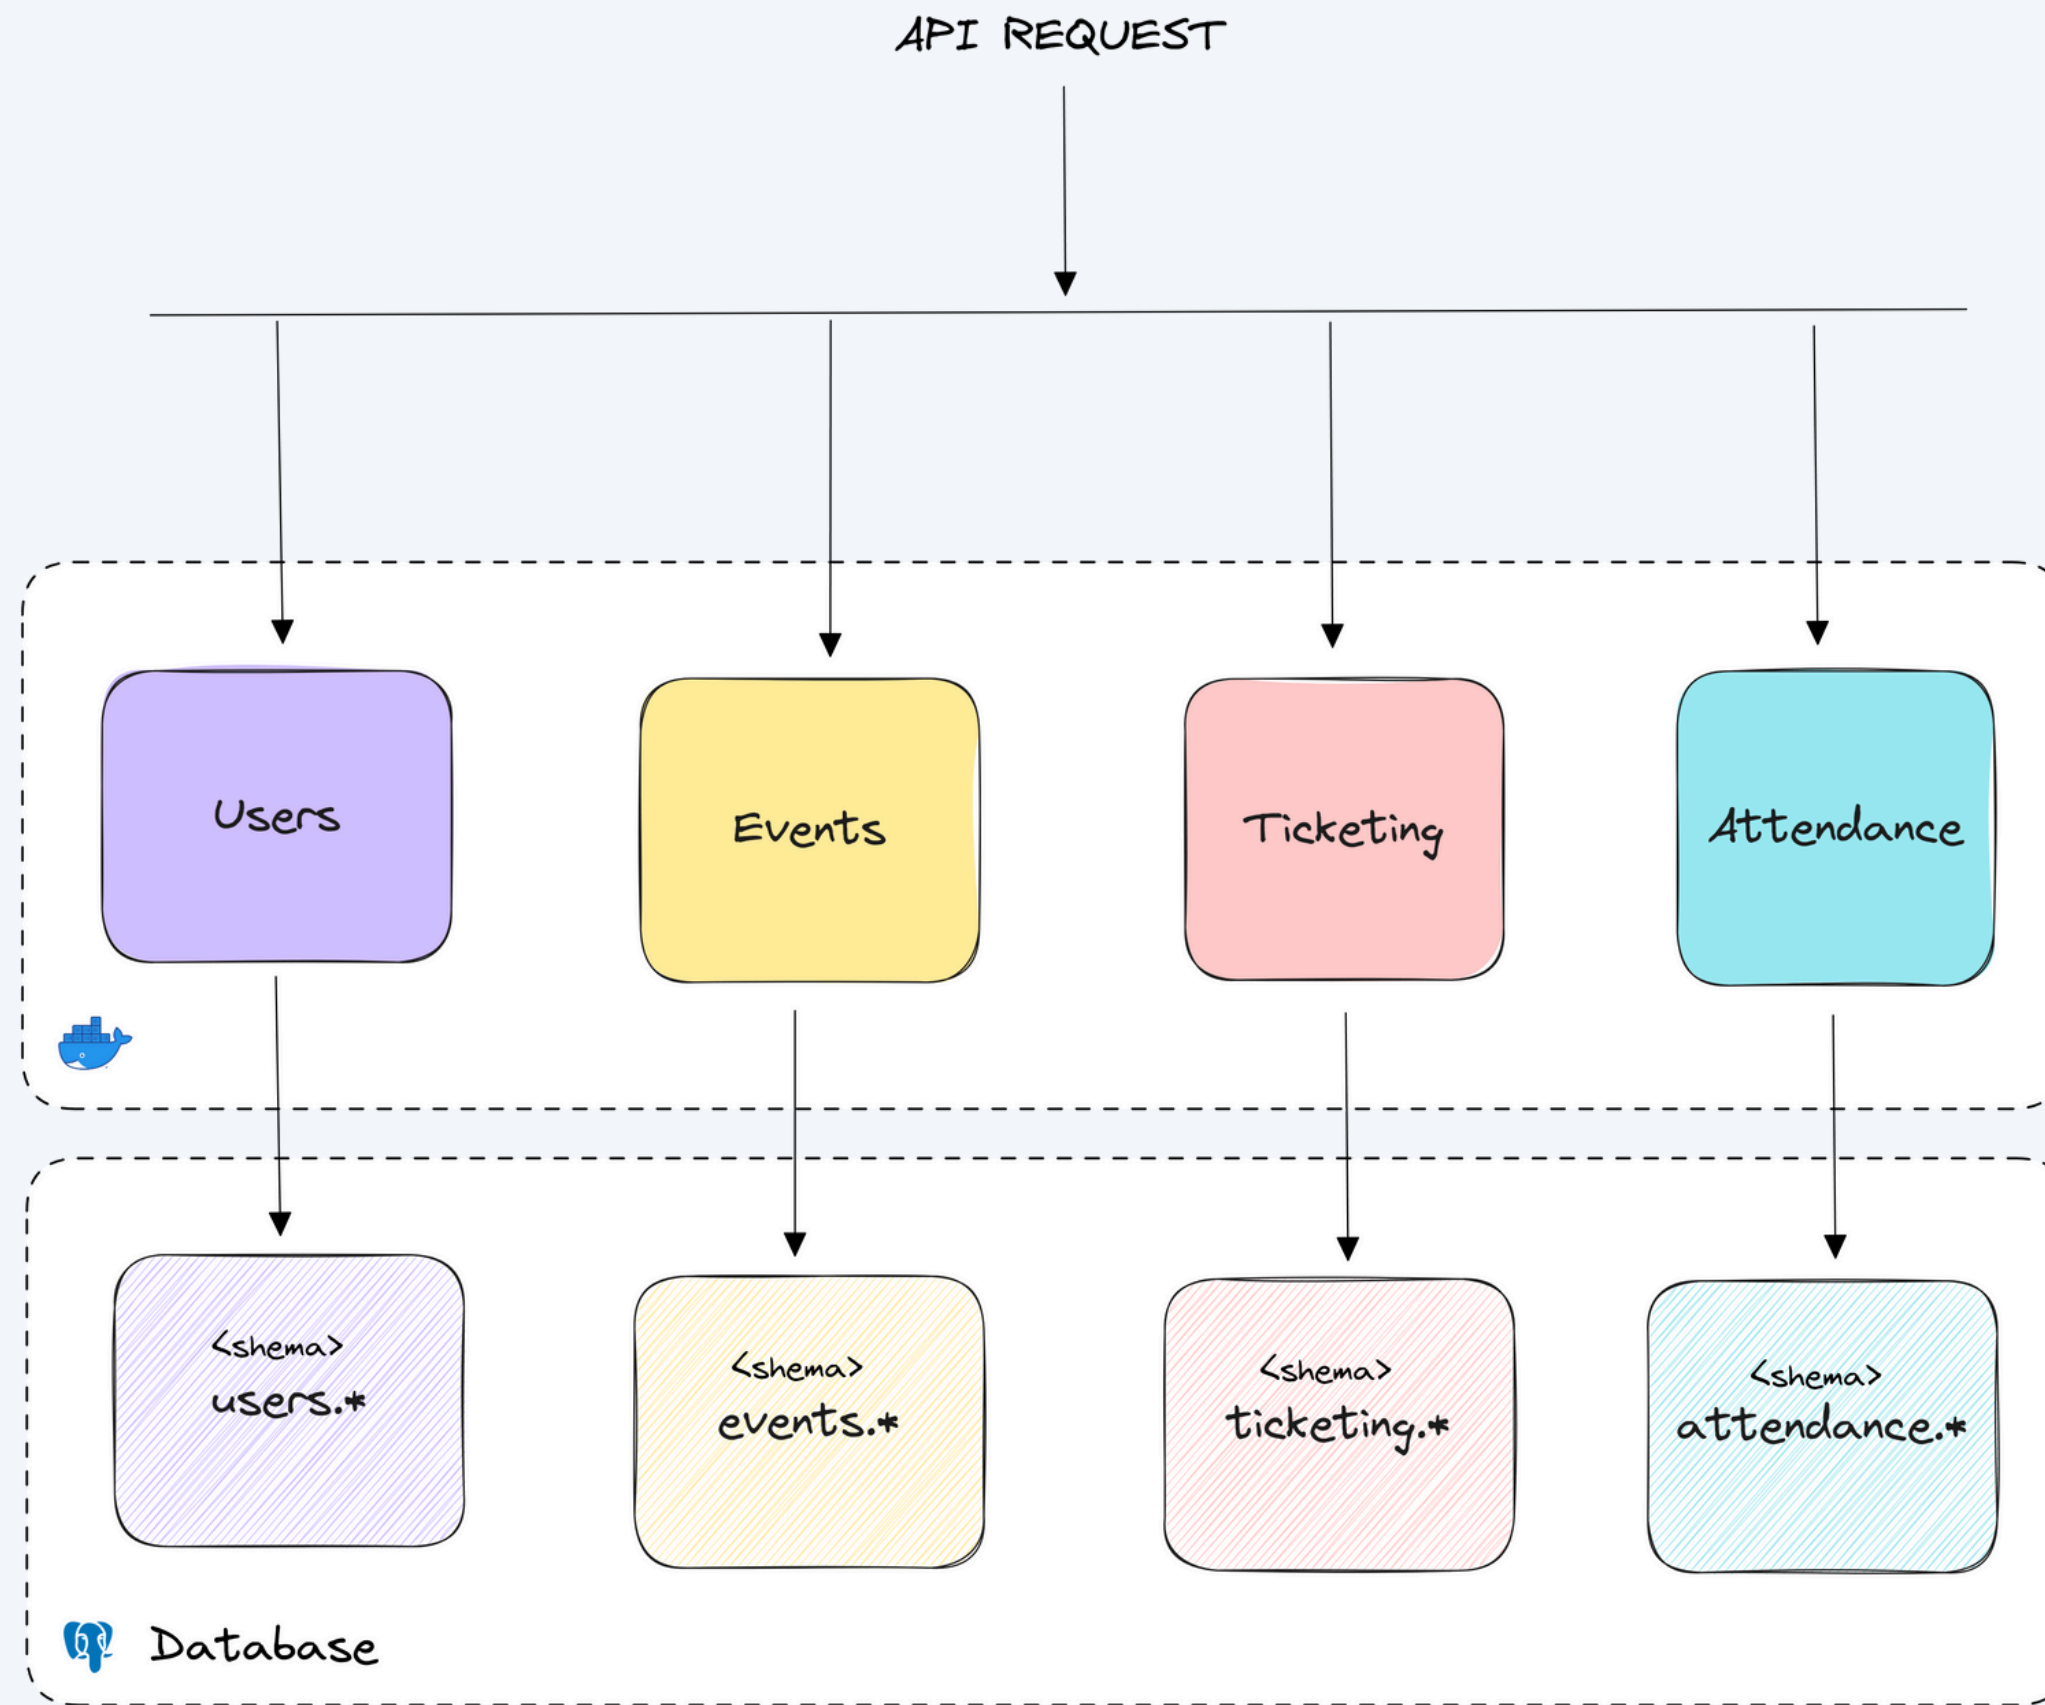 API REQUEST
Users
Events
Ticketing
Attendance
<shema>
users.*
<shema>
events.*
<shema>
ticketing.*
<shema>
attendance.*
Database